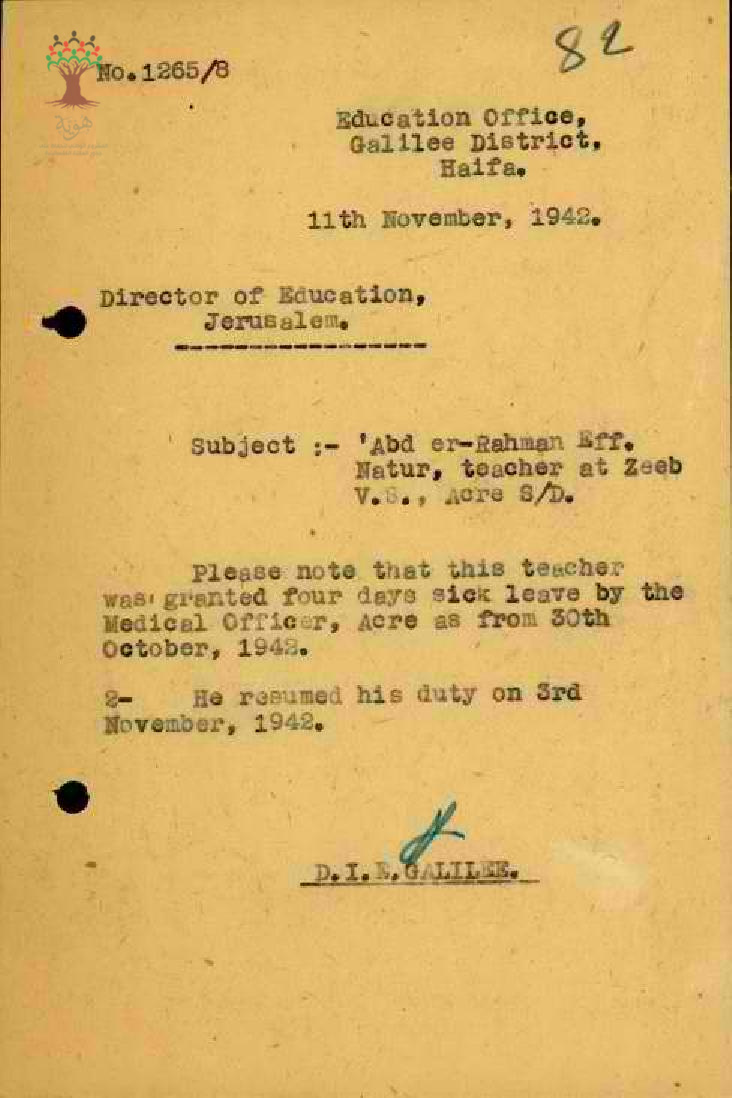 82
هوية
No.1265/8
Education Office,
Galilee District.
Haifa.
11th November, 1942.
Director of Education,
Jerusalem.
Subject :- 'Abd er-Rahman Eff.
Natur, teacher at Zeeb
V.S., Acre S/D.
Please note that this teacher
was granted four days sick leave by the
Medical Officer, Acre as from 30th
October, 1942.
2- He resumed his duty on 3rd
November, 1942.
D.I.E.GALILEE.